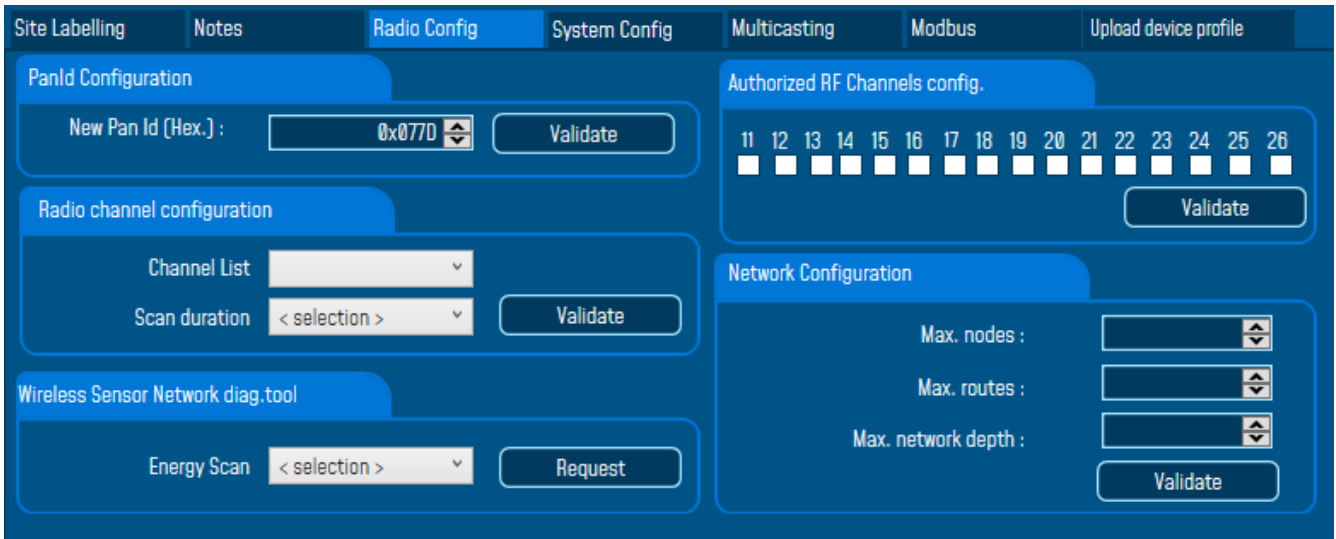 Site Labelling Notes Radio Config System Config Multicasting Modbus Upload device profile
PanId Configuration
New Pan Id (Hex.) : 0x077D Validate
Radio channel configuration
Channel List
Scan duration < selection > Validate
Wireless Sensor Network diag.tool
Energy Scan < selection > Request
Authorized RF Channels config.
11 12 13 14 15 16 17 18 19 20 21 22 23 24 25 26
Validate
Network Configuration
Max. nodes :
Max. routes :
Max. network depth :
Validate